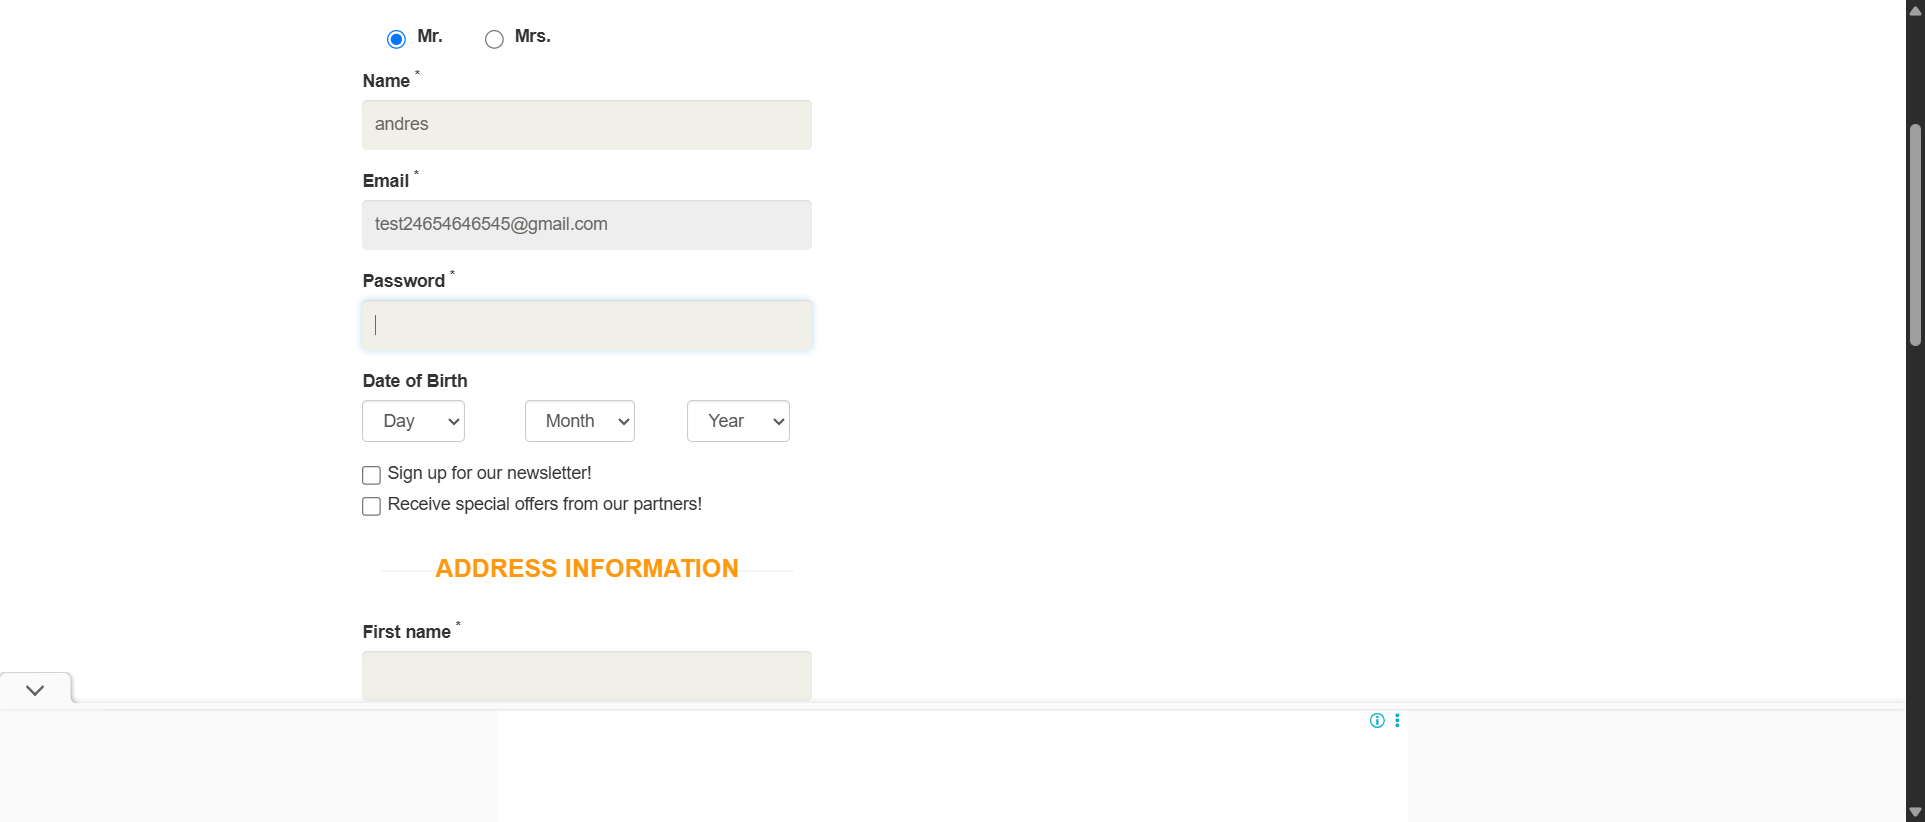 Mr. Mrs.
Name *
andres
Email *
test24654646545@gmail.com
Password *
Date of Birth
Day Month Year
Sign up for our newsletter!
Receive special offers from our partners!
ADDRESS INFORMATION
First name *